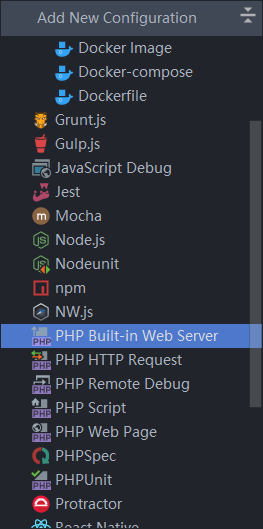 Add New Configuration
Docker Image
Docker-compose
Dockerfile
Grunt.js
Gulp.js
JavaScript Debug
Jest
Mocha
Node.js
Nodeunit
npm
NW.js
PHP Built-in Web Server
PHP HTTP Request
PHP Remote Debug
PHP Script
PHP Web Page
PHPSpec
PHPUnit
Protractor
React Native